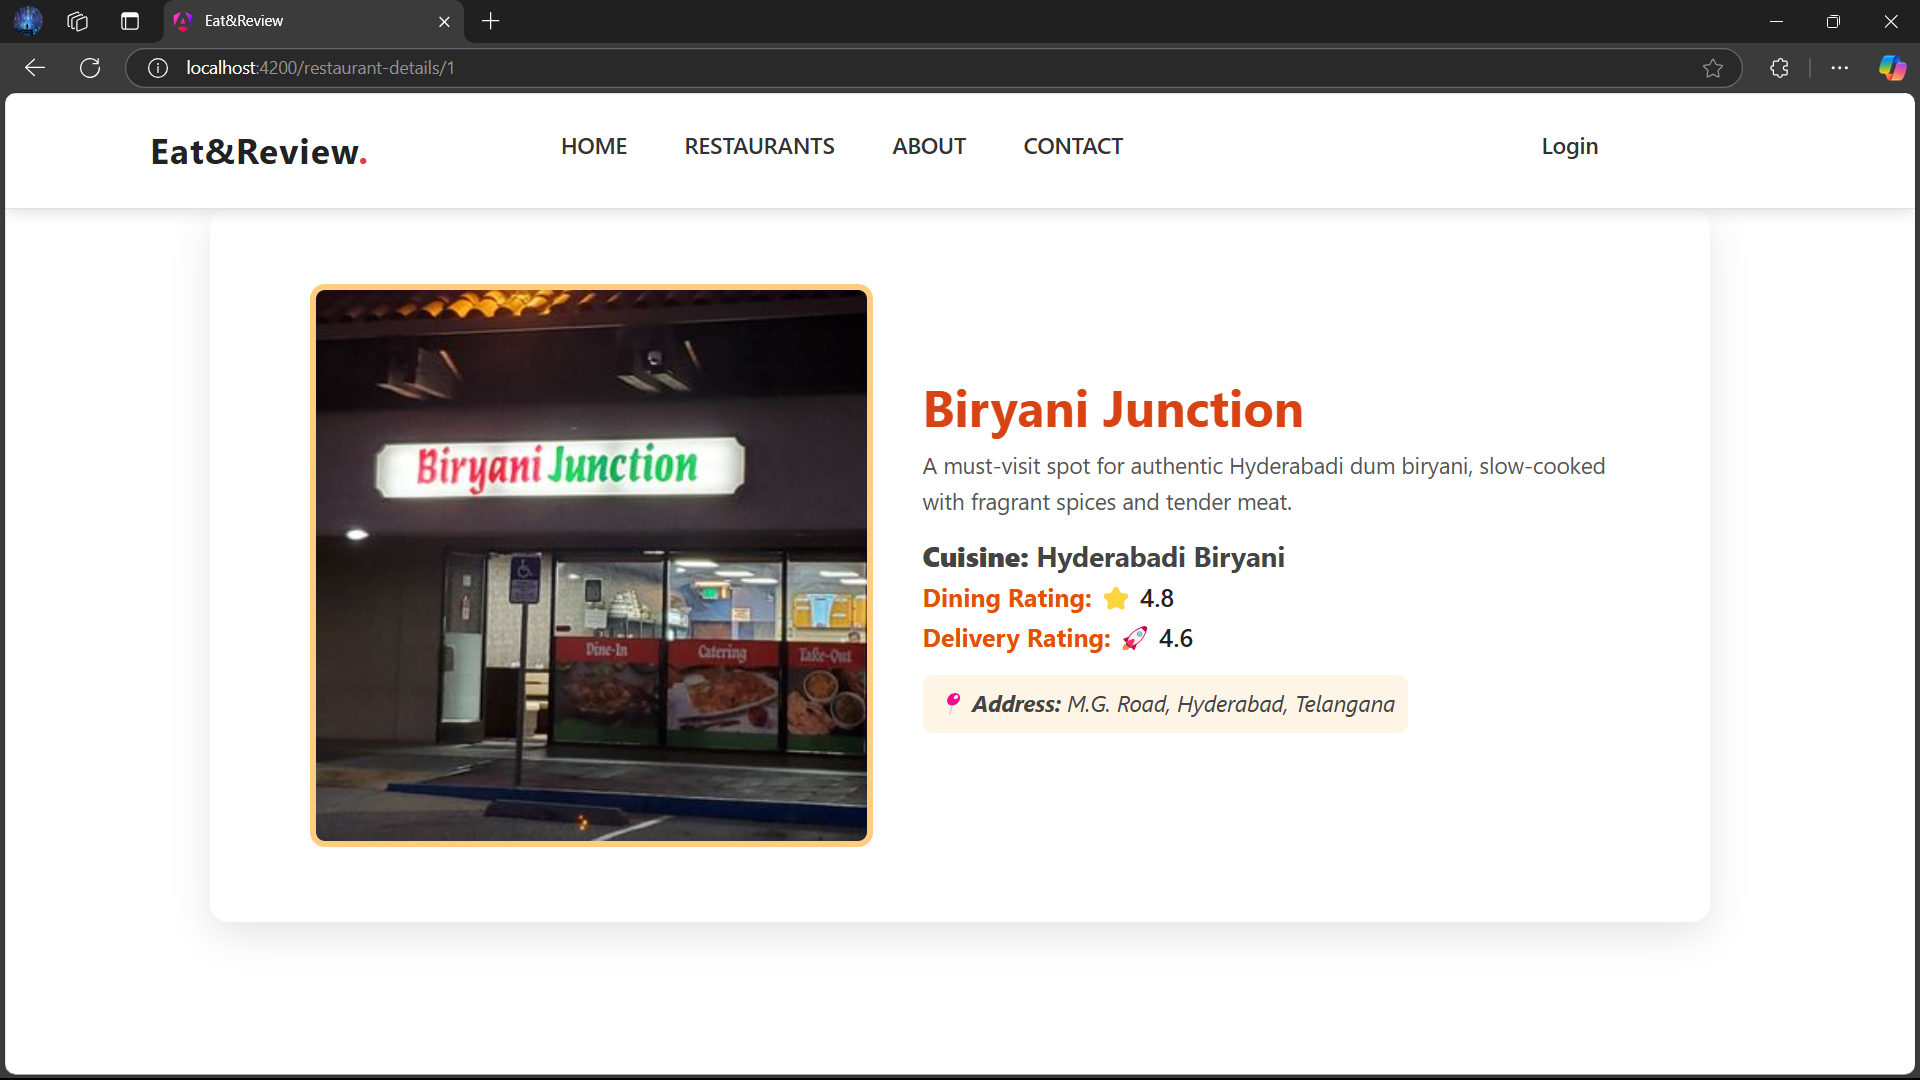 Eat&Review
localhost:4200/restaurant-details/1
Eat&Review.
HOME
RESTAURANTS
ABOUT
CONTACT
Login
Biryani Junction
Dine-In
Catering
Take-Out
Biryani Junction
A must-visit spot for authentic Hyderabadi dum biryani, slow-cooked
with fragrant spices and tender meat.
Cuisine: Hyderabadi Biryani
Dining Rating: ⭐ 4.8
Delivery Rating: 🚀 4.6
📍 Address: M.G. Road, Hyderabad, Telangana